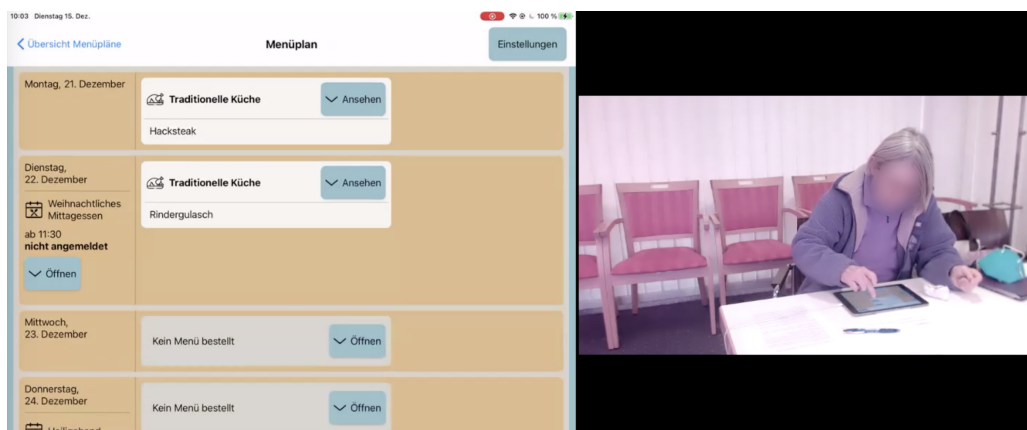 10:03 Dienstag 15. Dez.
100 %
Übersicht Menüpläne
Menüplan
Einstellungen
Montag, 21. Dezember
Traditionelle Küche
Ansehen
Hacksteak
Dienstag,
22. Dezember
Weihnachtliches
Mittagessen
ab 11:30
nicht angemeldet
Öffnen
Traditionelle Küche
Ansehen
Rindergulasch
Mittwoch,
23. Dezember
Kein Menü bestellt
Öffnen
Donnerstag,
24. Dezember
Kein Menü bestellt
Öffnen